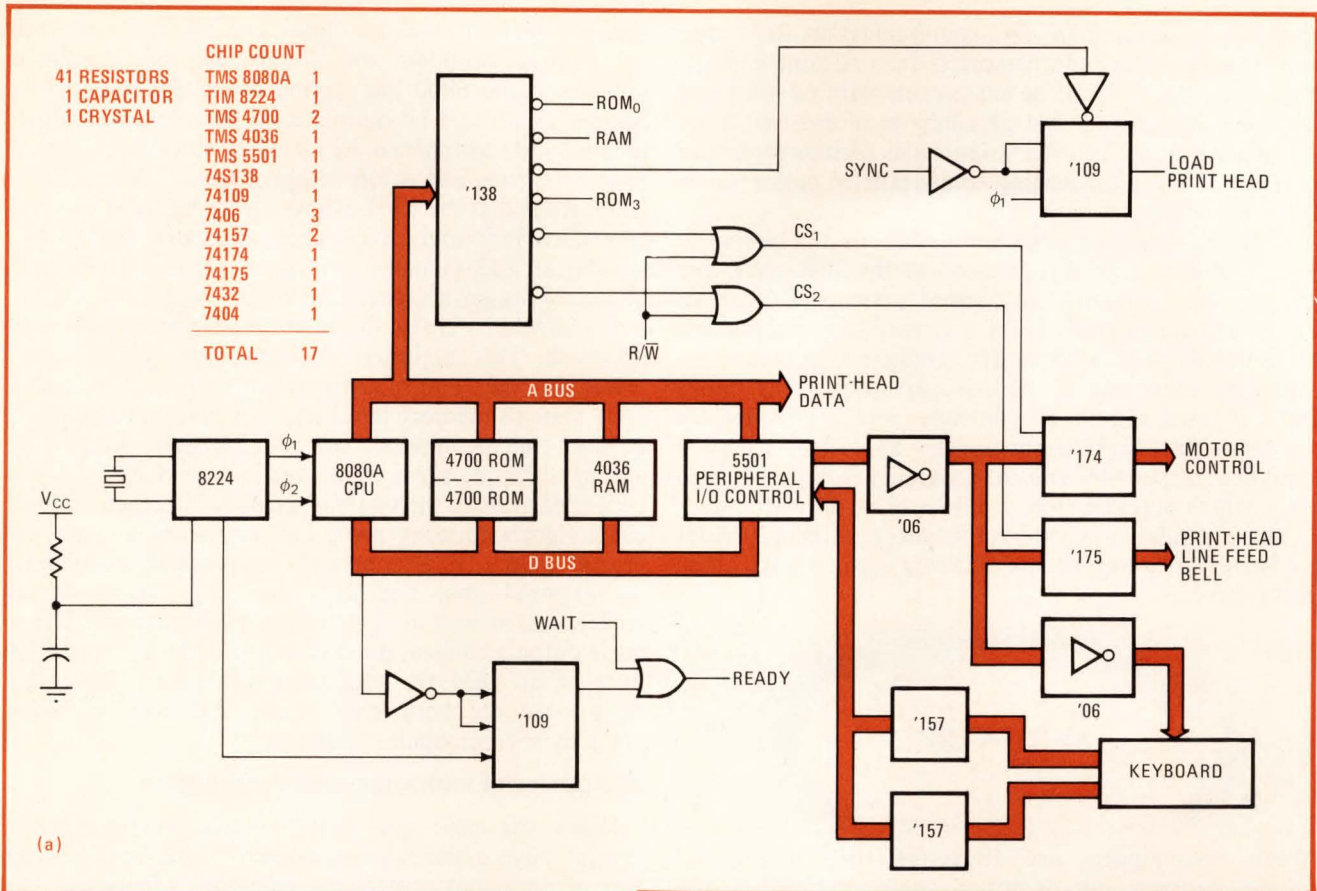 CHIP COUNT
41 RESISTORS
1 CAPACITOR
1 CRYSTAL
TMS 8080A 1
TIM 8224 1
TMS 4700 2
TMS 4036 1
TMS 5501 1
74S138 1
74109 1
7406 3
74157 2
74174 1
74175 1
7432 1
7404 1
TOTAL 17
'138
ROM₀
RAM
ROM₃
SYNC
ϕ₁
'109
LOAD
PRINT HEAD
CS₁
CS₂
R/W̅
A BUS
PRINT-HEAD
DATA
V_CC
8224
ϕ₁
ϕ₂
8080A
CPU
4700 ROM
4700 ROM
4036
RAM
5501
PERIPHERAL
I/O CONTROL
'06
'174
MOTOR
CONTROL
D BUS
'175
PRINT-HEAD
LINE FEED
BELL
WAIT
READY
'109
'06
'157
'157
KEYBOARD
(a)